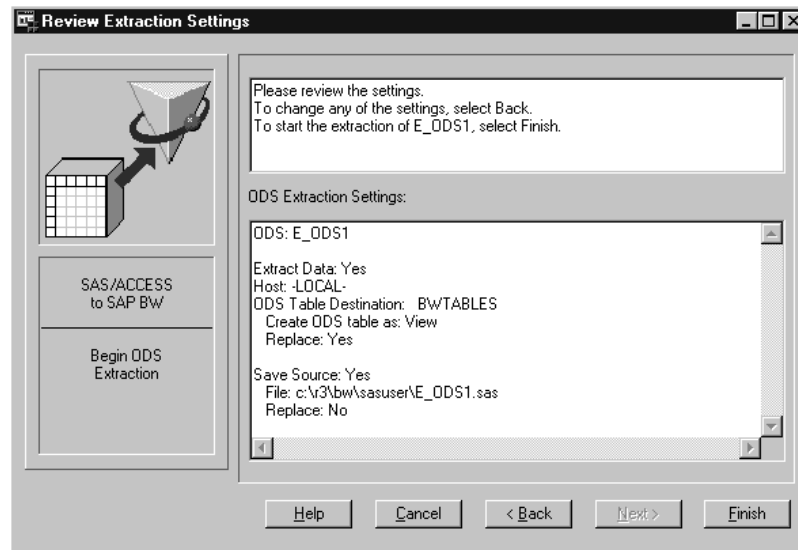 Review Extraction Settings
Please review the settings.
To change any of the settings, select Back.
To start the extraction of E_ODS1, select Finish.
ODS Extraction Settings:
ODS: E_ODS1
Extract Data: Yes
Host: -LOCAL-
ODS Table Destination: BWTABLES
Create ODS table as: View
Replace: Yes
Save Source: Yes
File: c:\r3\bw\sasuser\E_ODS1.sas
Replace: No
SAS/ACCESS
to SAP BW
Begin ODS
Extraction
Help Cancel < Back Next > Finish